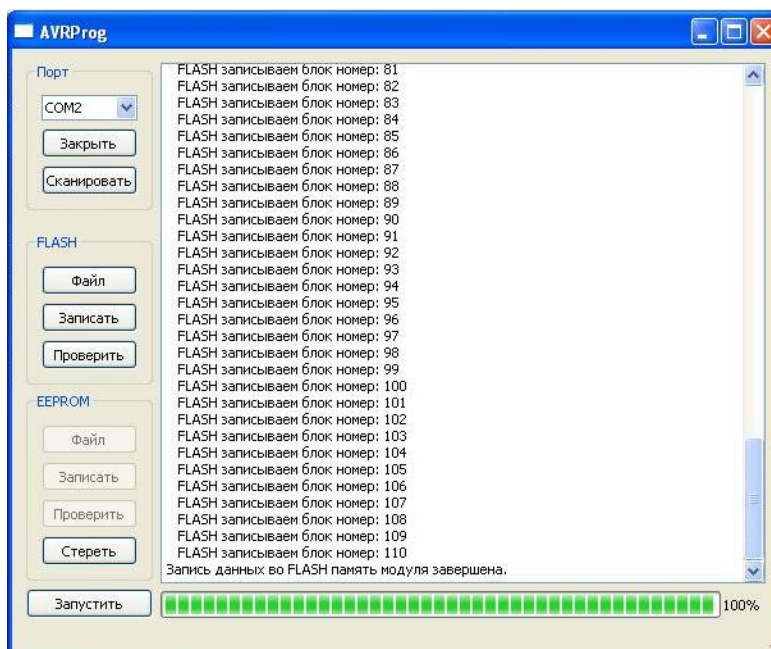 AVRProg
Порт
COM2
Закрыть
Сканировать
FLASH
Файл
Записать
Проверить
EEPROM
Файл
Записать
Проверить
Стереть
Запустить
FLASH записываем блок номер: 81
FLASH записываем блок номер: 82
FLASH записываем блок номер: 83
FLASH записываем блок номер: 84
FLASH записываем блок номер: 85
FLASH записываем блок номер: 86
FLASH записываем блок номер: 87
FLASH записываем блок номер: 88
FLASH записываем блок номер: 89
FLASH записываем блок номер: 90
FLASH записываем блок номер: 91
FLASH записываем блок номер: 92
FLASH записываем блок номер: 93
FLASH записываем блок номер: 94
FLASH записываем блок номер: 95
FLASH записываем блок номер: 96
FLASH записываем блок номер: 97
FLASH записываем блок номер: 98
FLASH записываем блок номер: 99
FLASH записываем блок номер: 100
FLASH записываем блок номер: 101
FLASH записываем блок номер: 102
FLASH записываем блок номер: 103
FLASH записываем блок номер: 104
FLASH записываем блок номер: 105
FLASH записываем блок номер: 106
FLASH записываем блок номер: 107
FLASH записываем блок номер: 108
FLASH записываем блок номер: 109
FLASH записываем блок номер: 110
Запись данных во FLASH память модуля завершена.
100%